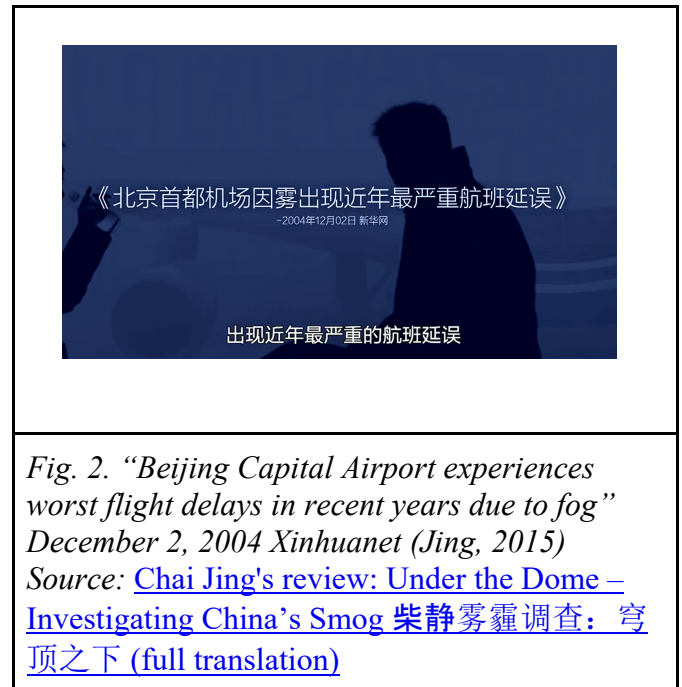 《北京首都机场因雾出现近年最严重航班延误》
-2004年12月02日 新华网
出现近年最严重的航班延误
Fig. 2. “Beijing Capital Airport experiences
worst flight delays in recent years due to fog”
December 2, 2004 Xinhuanet (Jing, 2015)
Source: Chai Jing's review: Under the Dome –
Investigating China’s Smog 柴静雾霾调查：穹
顶之下 (full translation)